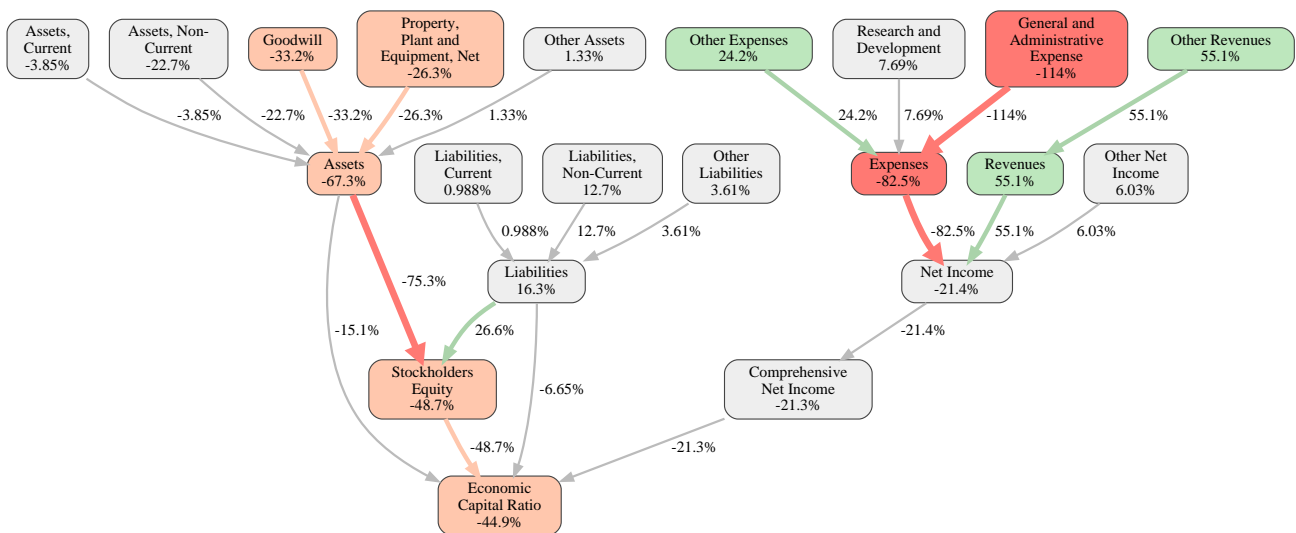 Assets,
Current
-3.85%
Assets, Non-
Current
-22.7%
Goodwill
-33.2%
Property,
Plant and
Equipment, Net
-26.3%
Other Assets
1.33%
Other Expenses
24.2%
Research and
Development
7.69%
General and
Administrative
Expense
-114%
Other Revenues
55.1%
-3.85%
-22.7%
-33.2%
-26.3%
1.33%
24.2%
7.69%
-114%
55.1%
Assets
-67.3%
Liabilities,
Current
0.988%
Liabilities,
Non-Current
12.7%
Other
Liabilities
3.61%
Expenses
-82.5%
Revenues
55.1%
Other Net
Income
6.03%
0.988%
12.7%
3.61%
-82.5%
55.1%
6.03%
Liabilities
16.3%
Net Income
-21.4%
-75.3%
-15.1%
26.6%
-21.4%
Stockholders
Equity
-48.7%
-6.65%
Comprehensive
Net Income
-21.3%
-48.7%
-21.3%
Economic
Capital Ratio
-44.9%